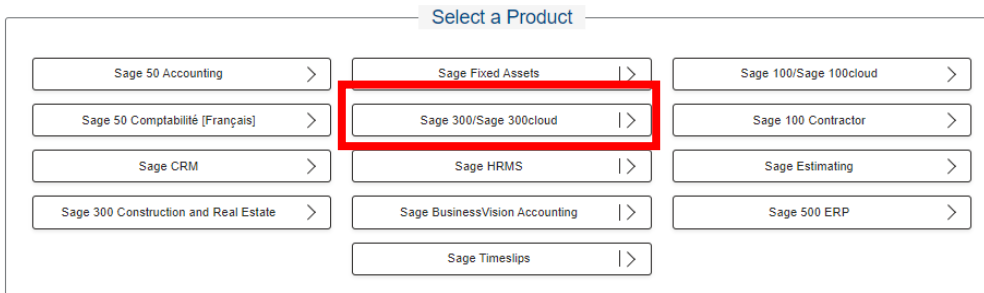 Select a Product
Sage 50 Accounting
Sage Fixed Assets
Sage 100/Sage 100cloud
Sage 50 Comptabilité [Français]
Sage 300/Sage 300cloud
Sage 100 Contractor
Sage CRM
Sage HRMS
Sage Estimating
Sage 300 Construction and Real Estate
Sage BusinessVision Accounting
Sage 500 ERP
Sage Timeslips